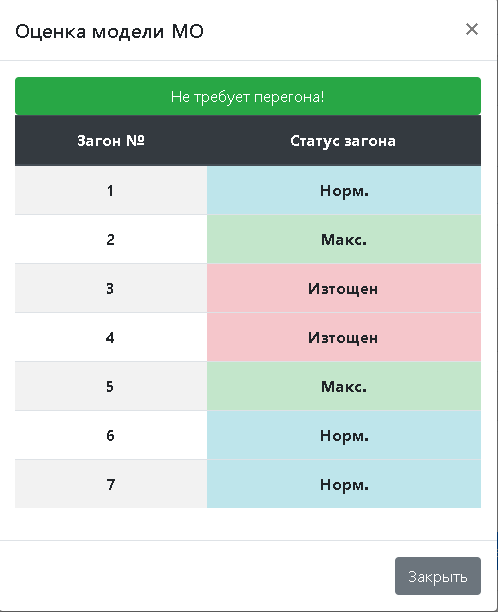 Оценка модели МО ×
Не требует перегона!
Загон № Статус загона
1 Норм.
2 Макс.
3 Изтощен
4 Изтощен
5 Макс.
6 Норм.
7 Норм.
Закрыть